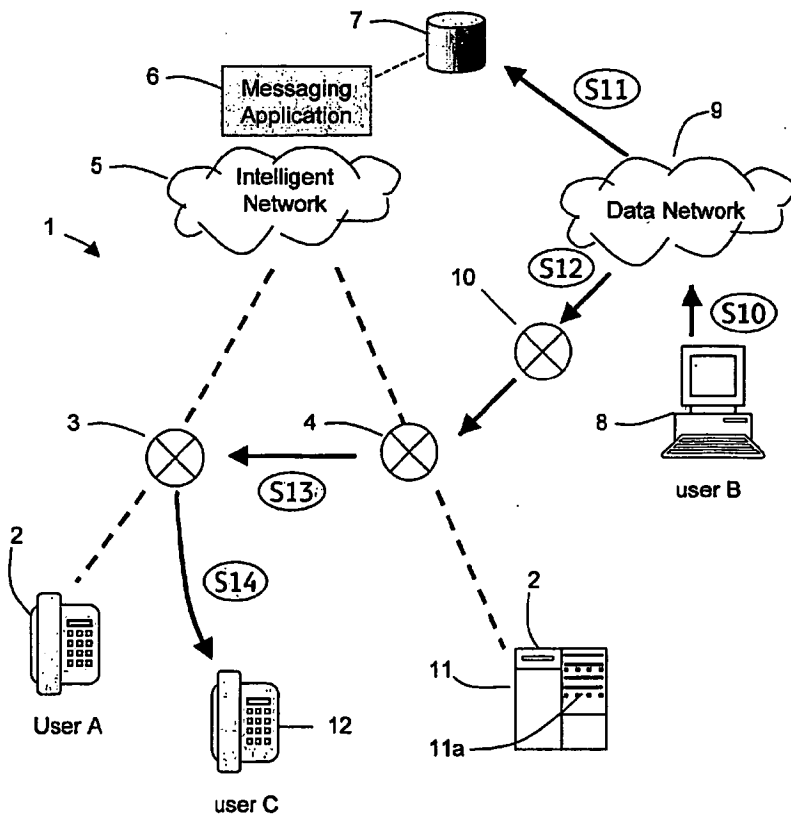 7
6
Messaging
Application
S11
9
5
Intelligent
Network
Data Network
1
S12
10
S10
3
4
8
S13
user B
2
S14
2
11
User A
12
11a
user C